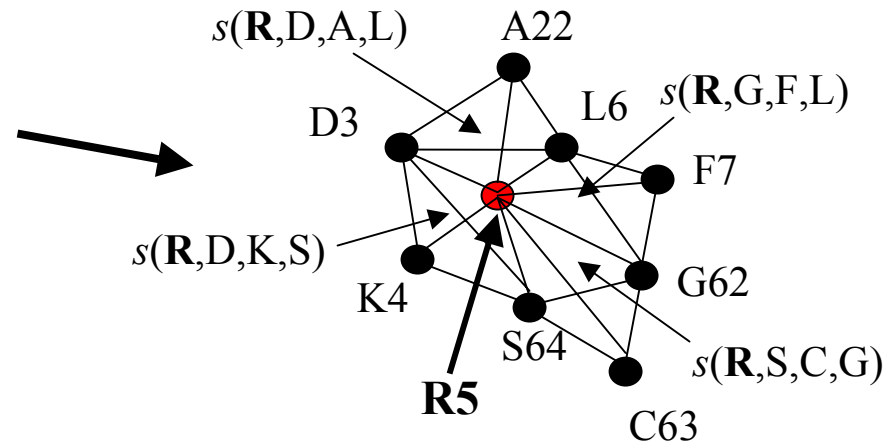 s(R,D,A,L)
A22
L6
s(R,G,F,L)
D3
F7
s(R,D,K,S)
K4
G62
S64
s(R,S,C,G)
R5
C63